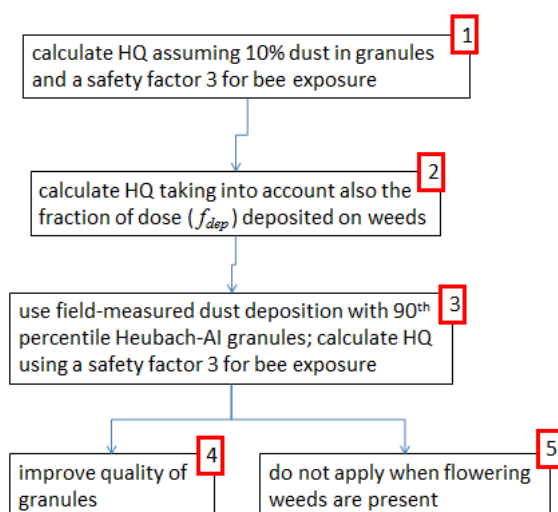 1
calculate HQ assuming 10% dust in granules
and a safety factor 3 for bee exposure
2
calculate HQ taking into account also the
fraction of dose (f_dep) deposited on weeds
3
use field-measured dust deposition with 90th
percentile Heubach-AI granules; calculate HQ
using a safety factor 3 for bee exposure
4
improve quality of
granules
5
do not apply when flowering
weeds are present